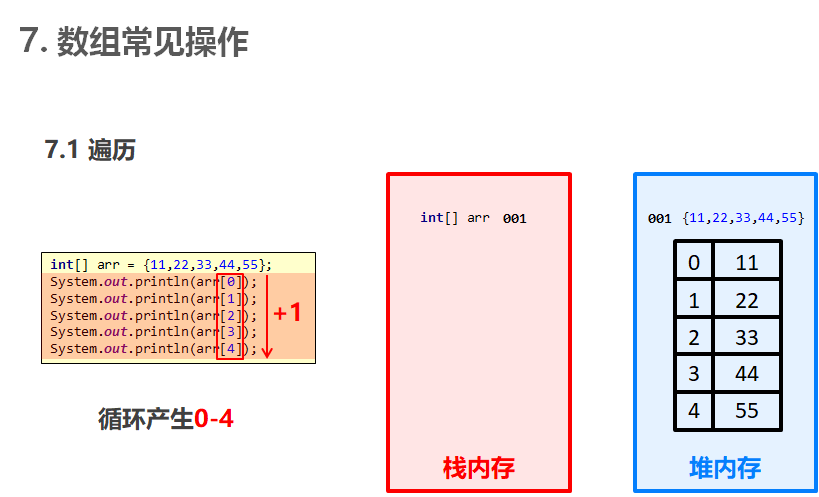 7. 数组常见操作
7.1 遍历
int[] arr = {11,22,33,44,55};
System.out.println(arr[0]);
System.out.println(arr[1]);
System.out.println(arr[2]);
System.out.println(arr[3]);
System.out.println(arr[4]);
+1
循环产生0-4
int[] arr 001
栈内存
001 {11,22,33,44,55}
0 11
1 22
2 33
3 44
4 55
堆内存